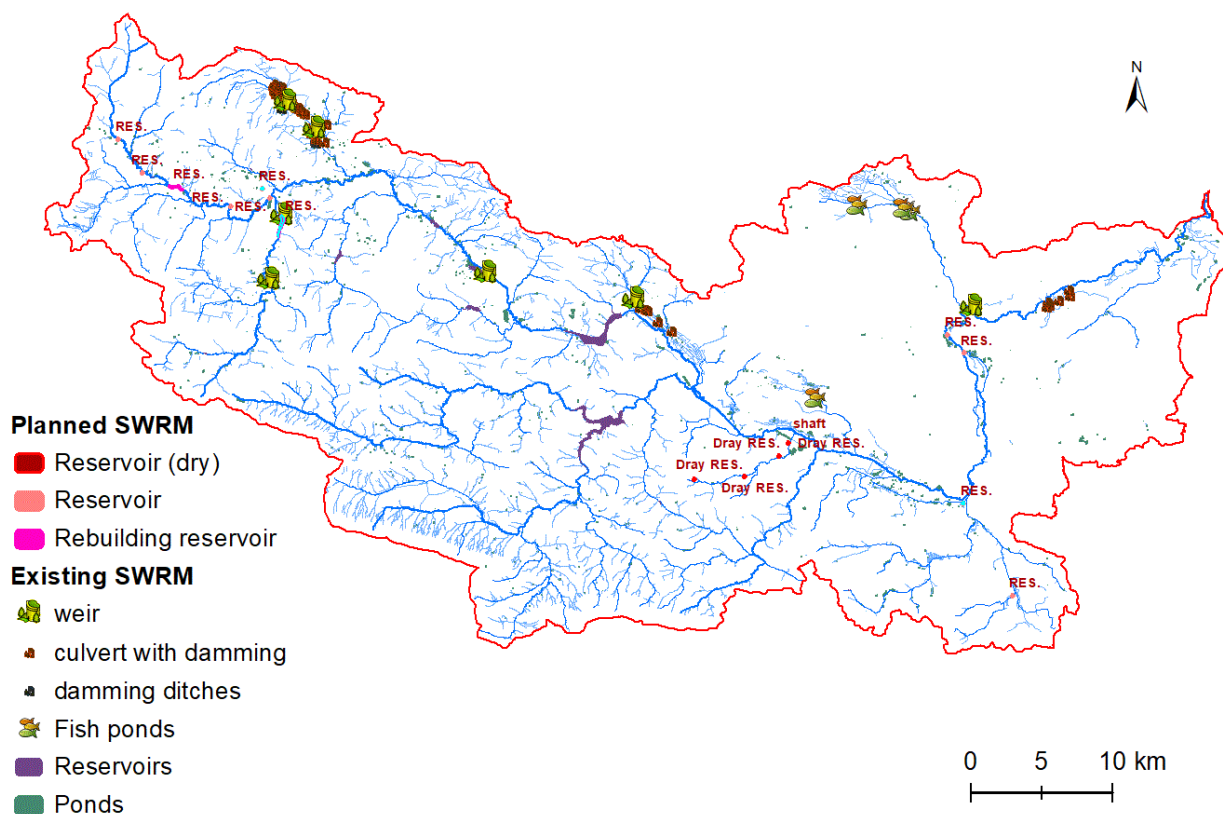 N
RES.
RES.
RES.
RES.
RES.
RES.
RES.
RES.
RES.
shaft
Dray RES.
Dray RES.
Dray RES.
Dray RES.
RES.
RES.
Planned SWRM
Reservoir (dry)
Reservoir
Rebuilding reservoir
Existing SWRM
weir
culvert with damming
damming ditches
Fish ponds
Reservoirs
Ponds
0 5 10 km